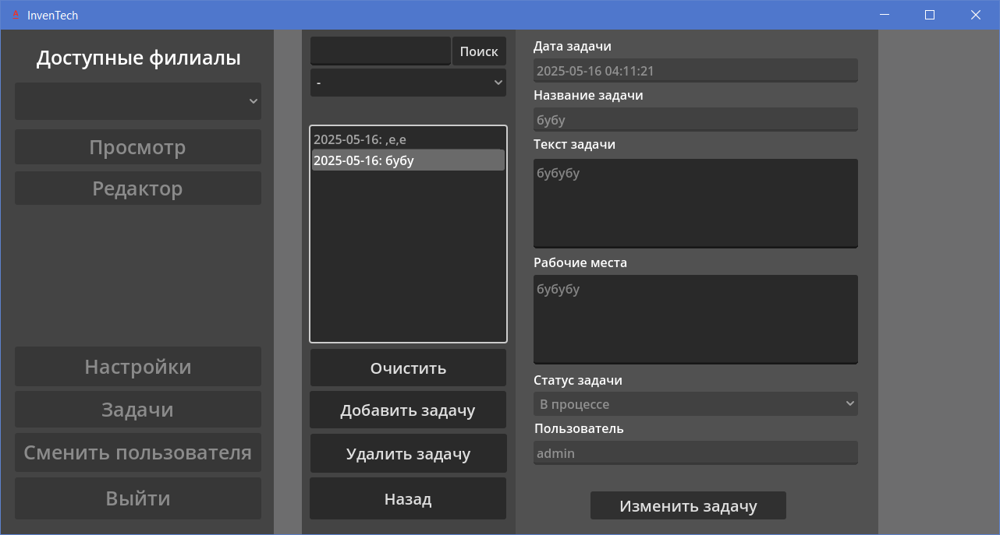 InvenTech
Доступные филиалы
Просмотр
Редактор
Настройки
Задачи
Сменить пользователя
Выйти
Поиск
-
2025-05-16: ,е,е
2025-05-16: бубу
Очистить
Добавить задачу
Удалить задачу
Назад
Дата задачи
2025-05-16 04:11:21
Название задачи
бубу
Текст задачи
бубубу
Рабочие места
бубубу
Статус задачи
В процессе
Пользователь
admin
Изменить задачу